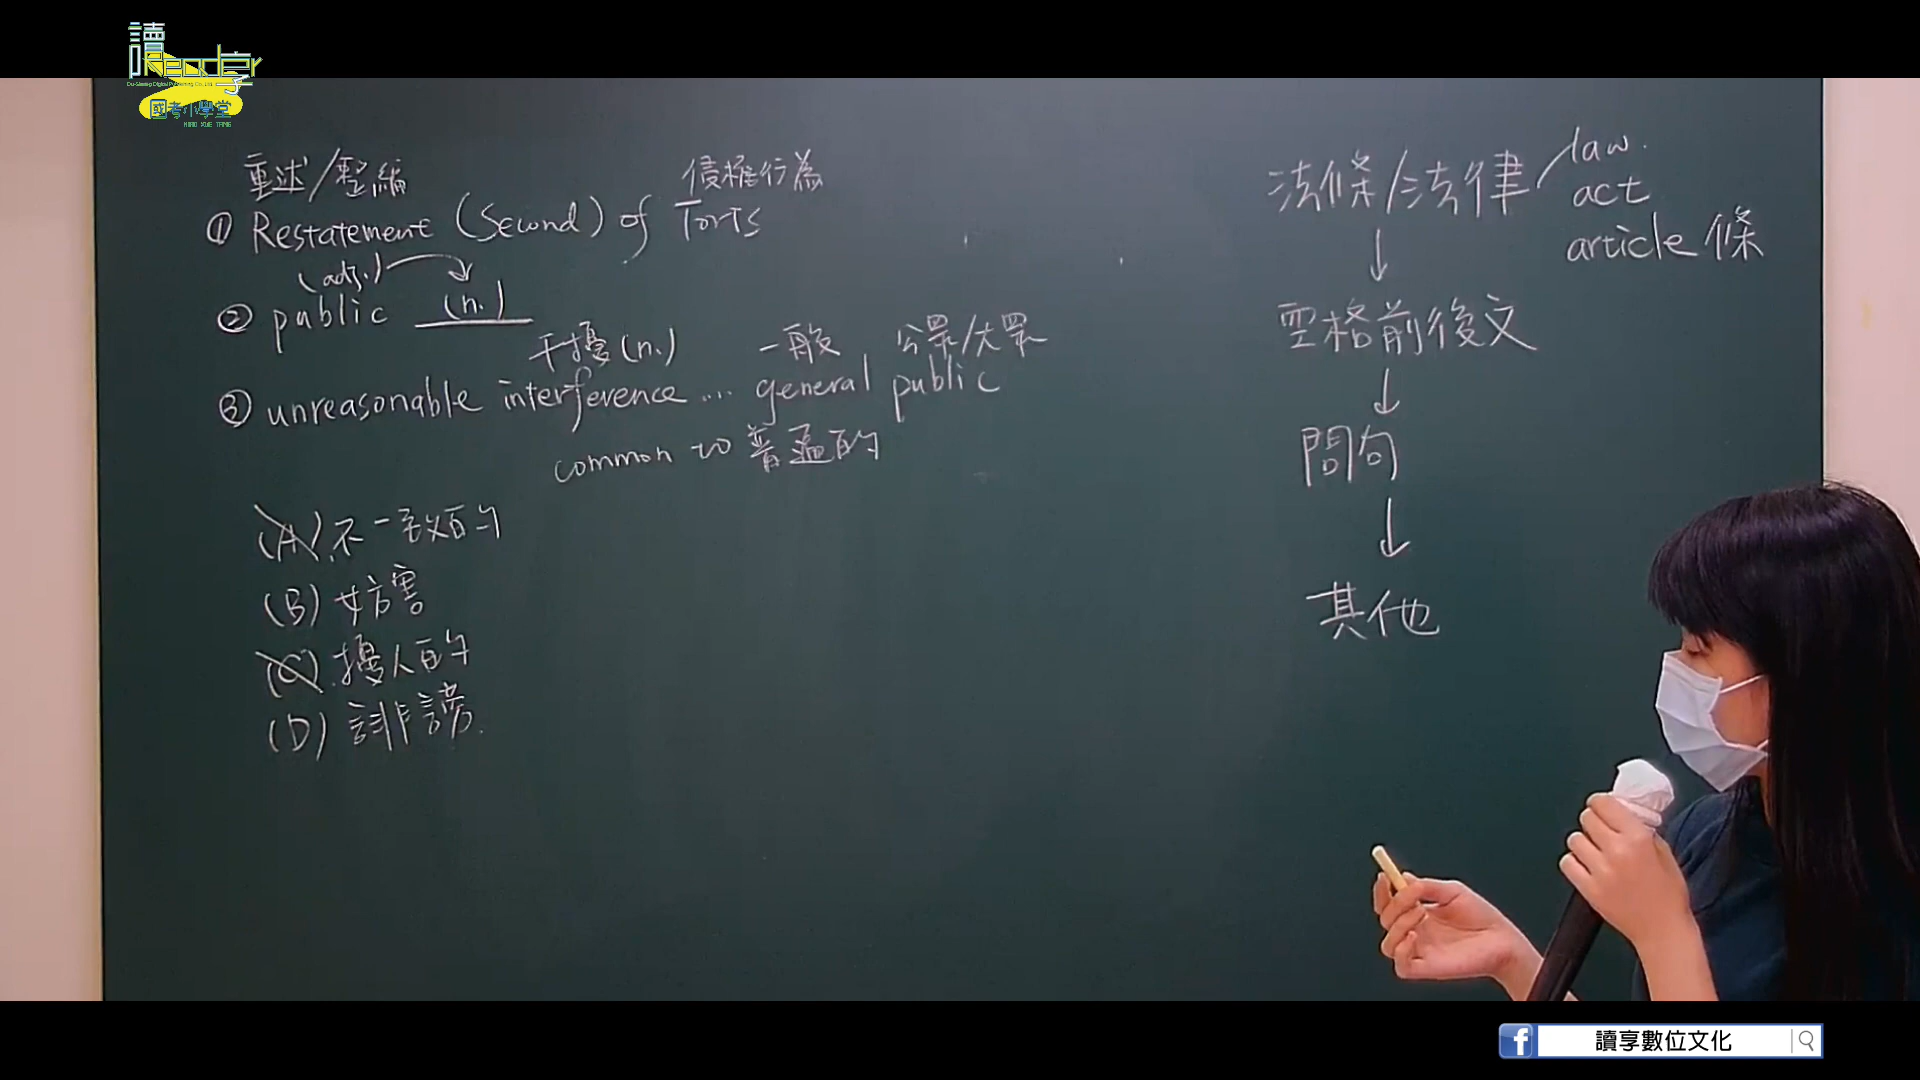 讀享
Reader
國考小學堂
重述/整編
侵權行為
① Restatement (Second) of Torts
(adj.)
② public (n.)
干擾(n.) 一般 公眾/大眾
③ unreasonable interference ... general public
common to 普遍的
(A) 不一致的
(B) 妨害
(C) 擾人的
(D) 誹謗.
法條/法律 law.
act
article 條
↓
空格前後文
↓
問句
↓
其他
讀享數位文化